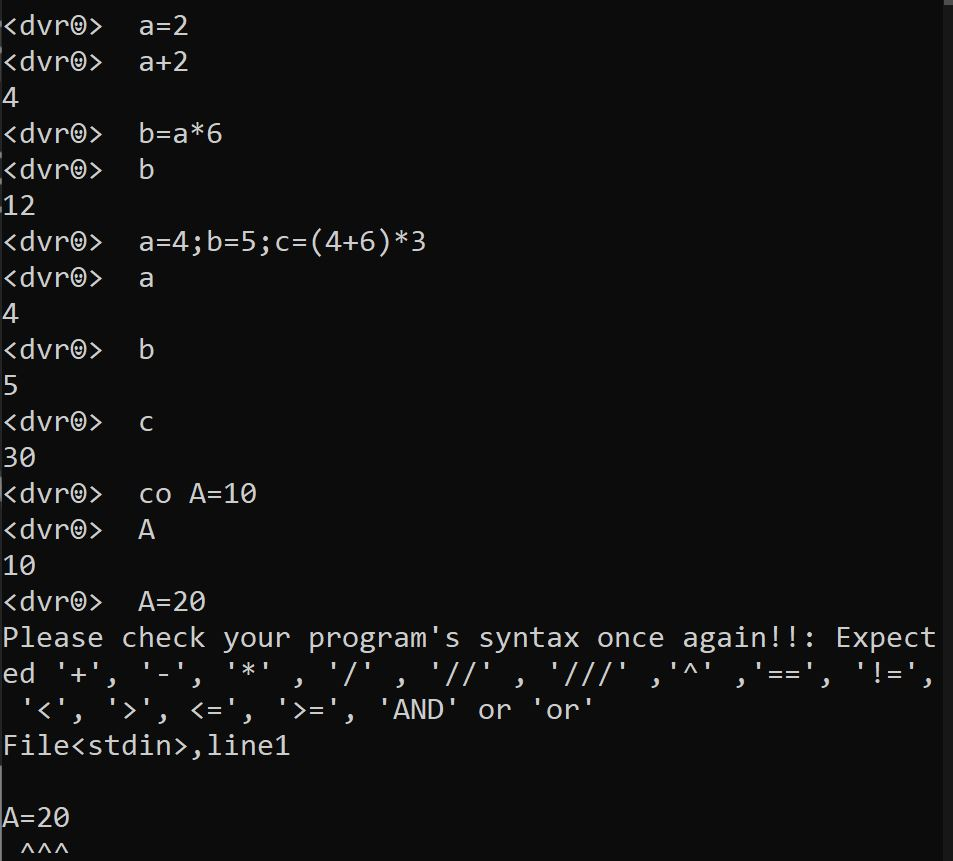 <dvr☺>  a=2
<dvr☺>  a+2
4
<dvr☺>  b=a*6
<dvr☺>  b
12
<dvr☺>  a=4;b=5;c=(4+6)*3
<dvr☺>  a
4
<dvr☺>  b
5
<dvr☺>  c
30
<dvr☺>  co A=10
<dvr☺>  A
10
<dvr☺>  A=20
Please check your program's syntax once again!!: Expect
ed '+', '-', '*' , '/' , '//' , '///' ,'^' ,'==', '!=',
 '<', '>', <=', '>=', 'AND' or 'or'
File<stdin>,line1
A=20
 ^^^